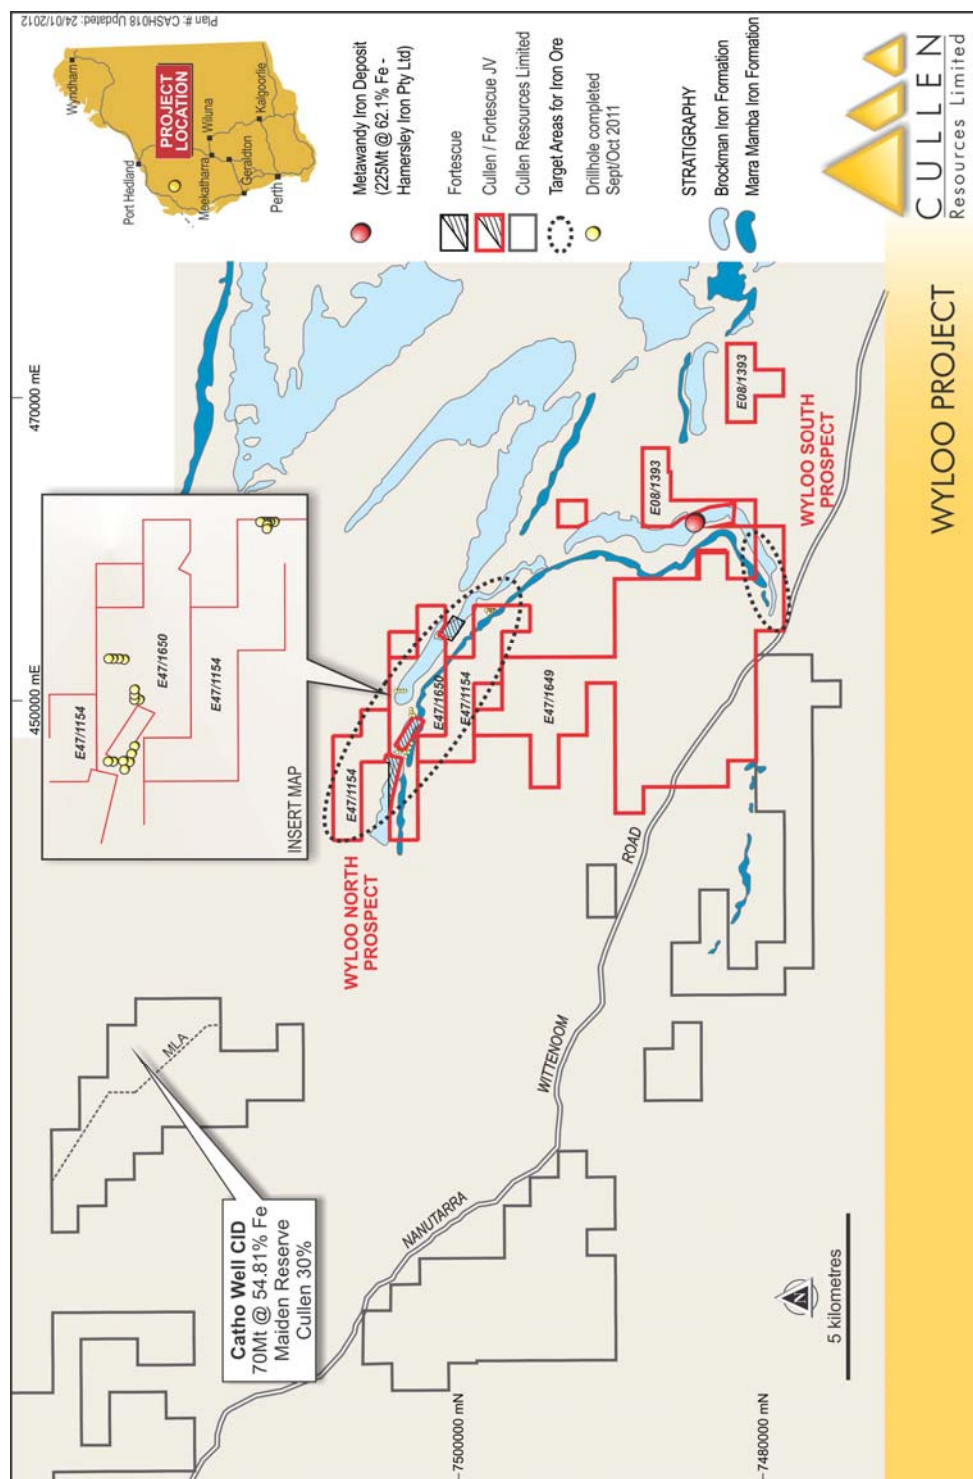 Plan #: CASH018 Updated: 24/01/2012
450000 mE
470000 mE
Wyndham
Port Hedland
PROJECT
LOCATION
Meekatharra
Wiluna
Geraldton
Kalgoorlie
Perth
INSERT MAP
E47/1154
E47/1650
E47/1154
Catho Well CID
70Mt @ 54.81% Fe
Maiden Reserve
Cullen 30%
MLA
WYLOO NORTH
PROSPECT
E47/1154
E47/1650
E47/1154
E47/1649
E08/1393
E08/1393
WYLOO SOUTH
PROSPECT
NANUTARRA
WITTENOOM
ROAD
7500000 mN
7480000 mN
N
5 kilometres
Metawandy Iron Deposit
(225Mt @ 62.1% Fe -
Hamersley Iron Pty Ltd)
Fortescue
Cullen / Fortescue JV
Cullen Resources Limited
Target Areas for Iron Ore
Drillhole completed
Sept/Oct 2011
STRATIGRAPHY
Brockman Iron Formation
Marra Mamba Iron Formation
CULLEN
Resources Limited
WYLOO PROJECT